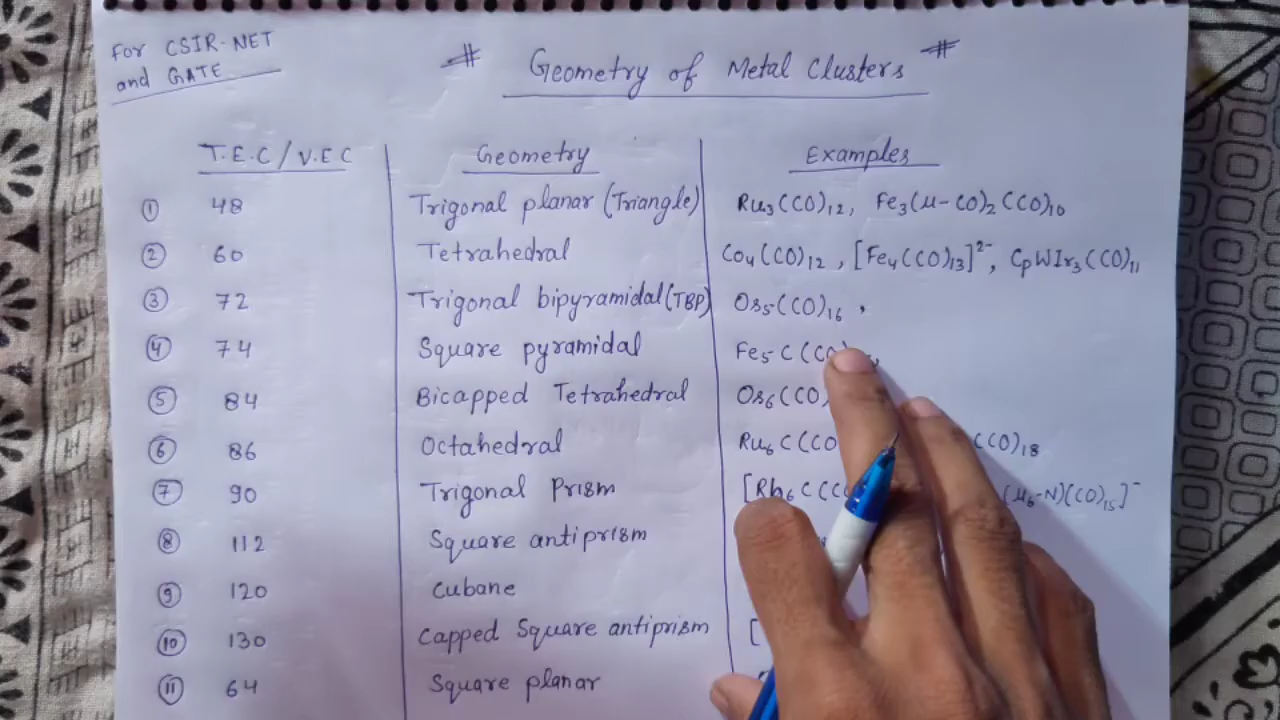 For CSIR-NET
and GATE
# Geometry of Metal Clusters #
T.E.C/V.E.C Geometry Examples
① 48 Trigonal planar (Triangle) Ru₃(CO)₁₂, Fe₃(μ-CO)₂(CO)₁₀
② 60 Tetrahedral Co₄(CO)₁₂, [Fe₄(CO)₁₃]²⁻, CpWIr₃(CO)₁₁
③ 72 Trigonal bipyramidal (TBP) Os₅(CO)₁₆,
④ 74 Square pyramidal Fe₅C(CO)
⑤ 84 Bicapped Tetrahedral Os₆(CO)
⑥ 86 Octahedral Ru₆C(CO (CO)₁₈
⑦ 90 Trigonal Prism [Rh₆C(CO (μ₆-N)(CO)₁₅]⁻
⑧ 112 Square antiprism
⑨ 120 Cubane
⑩ 130 Capped Square antiprism [
⑪ 64 Square planar